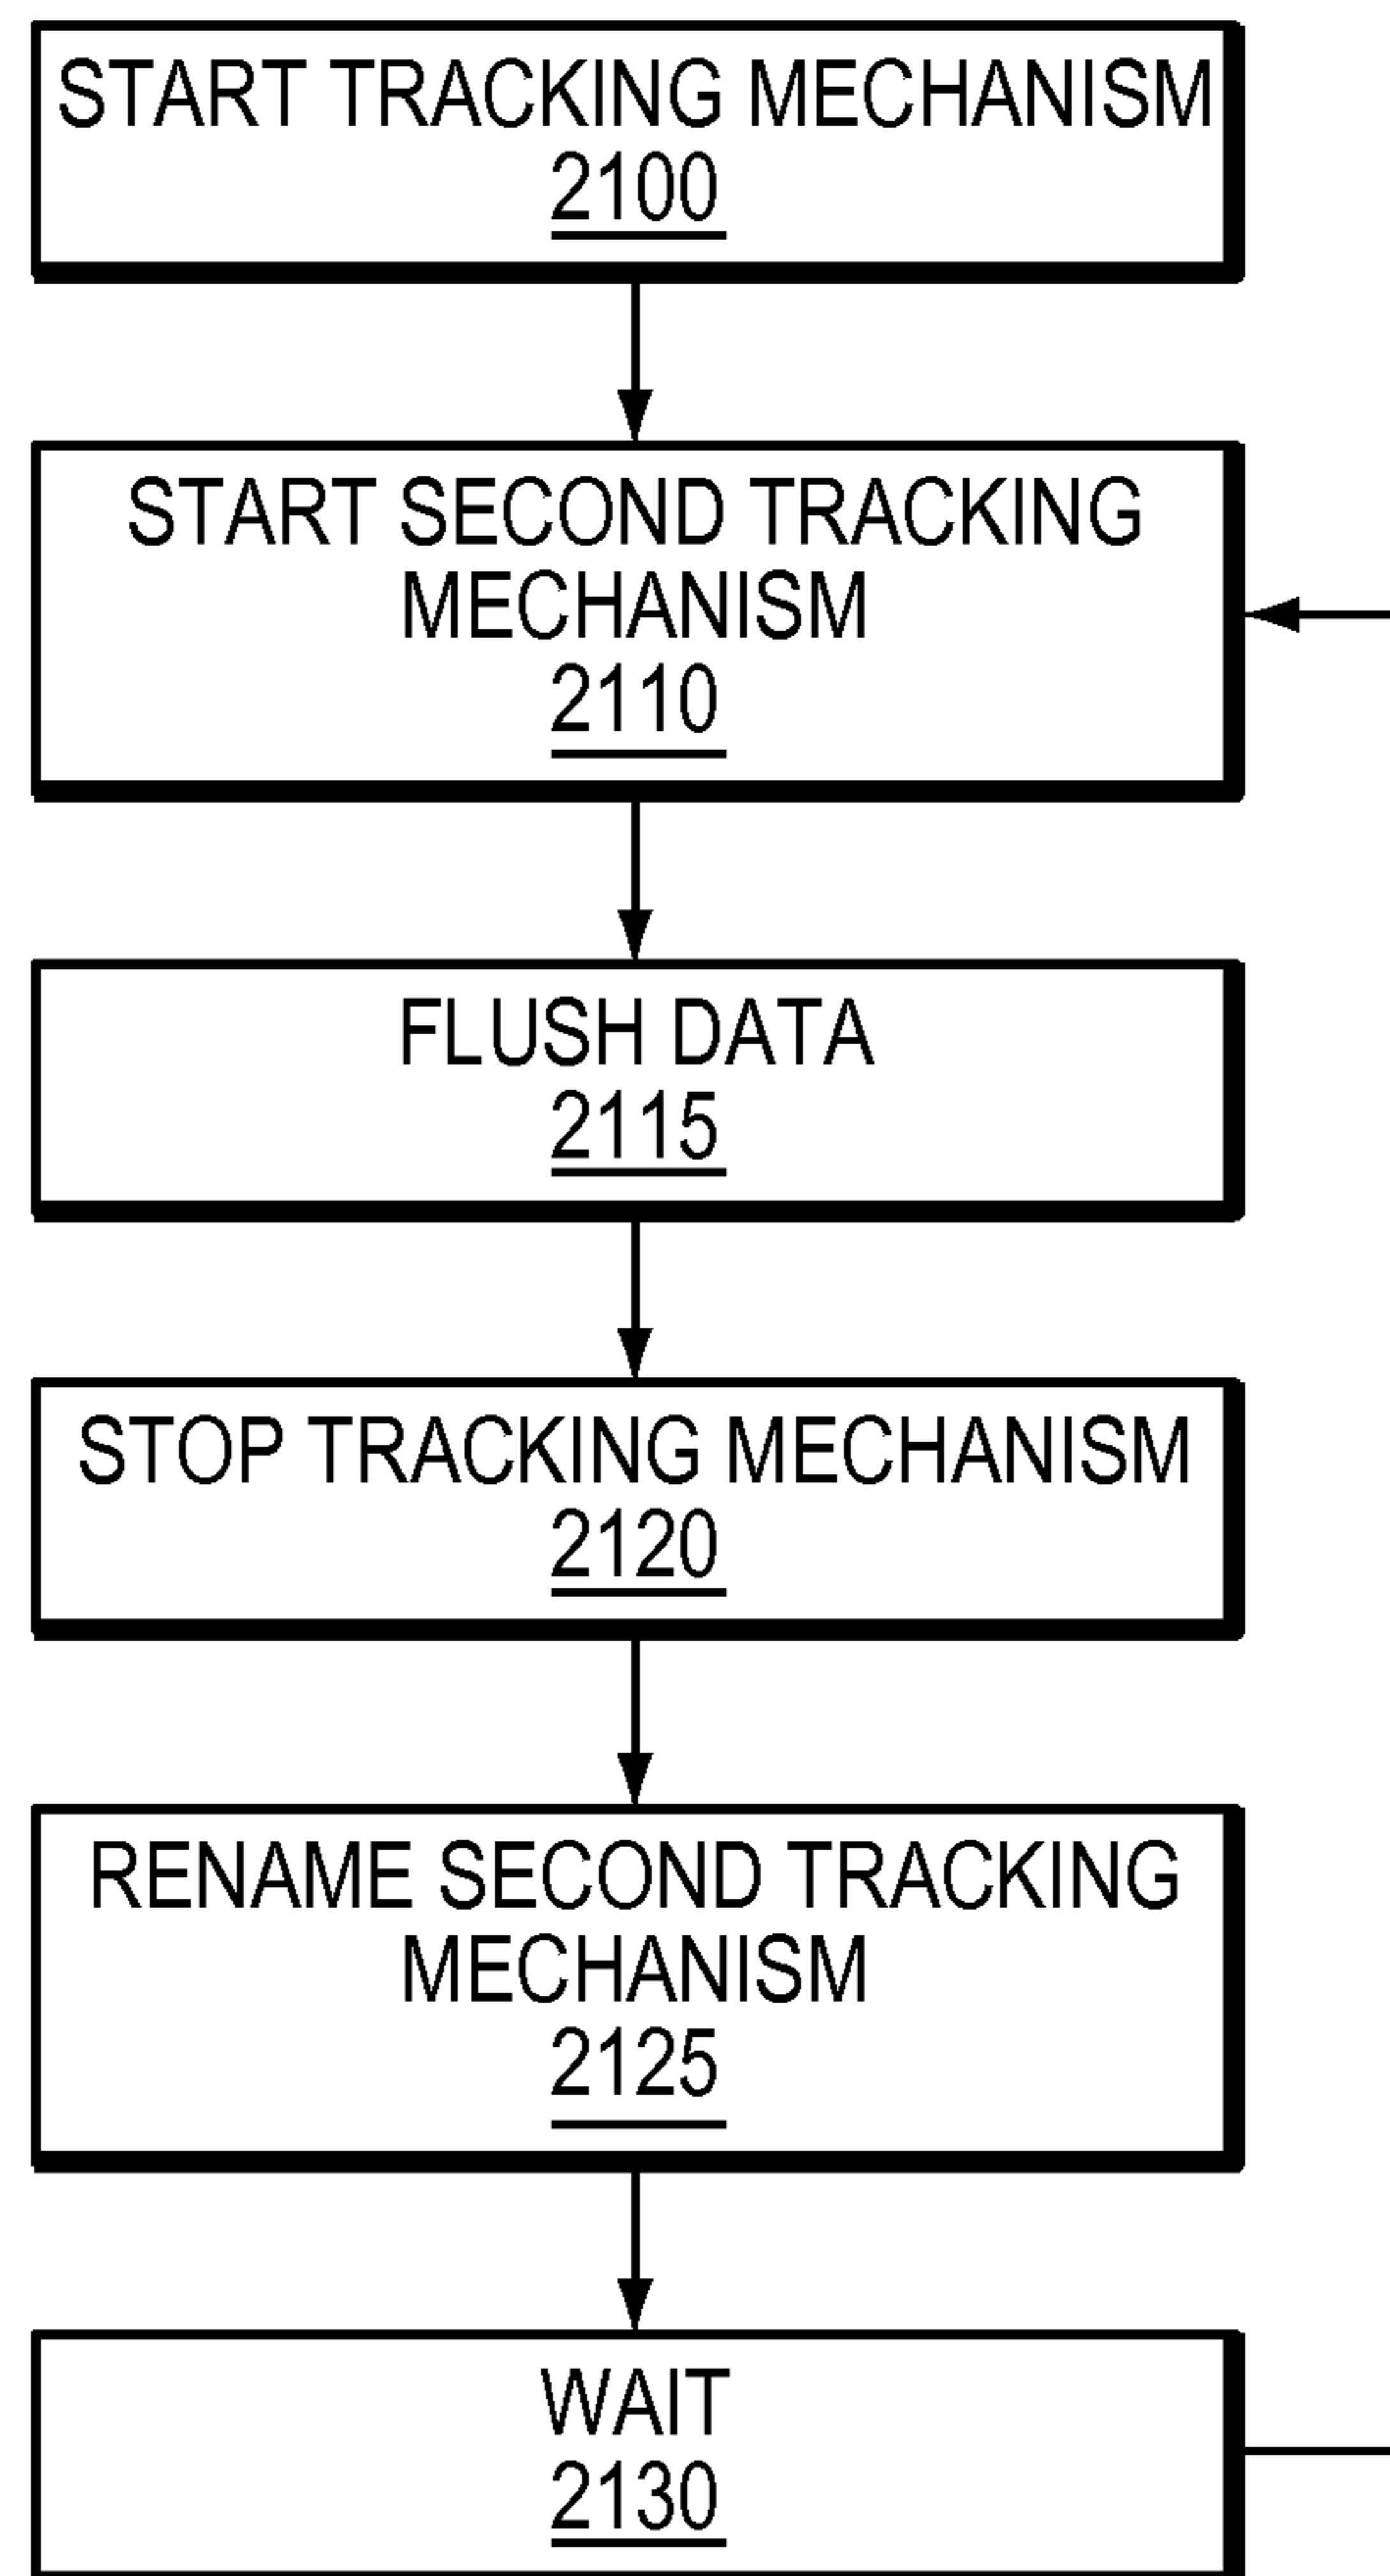 START TRACKING MECHANISM
2100
START SECOND TRACKING
MECHANISM
2110
FLUSH DATA
2115
STOP TRACKING MECHANISM
2120
RENAME SECOND TRACKING
MECHANISM
2125
WAIT
2130